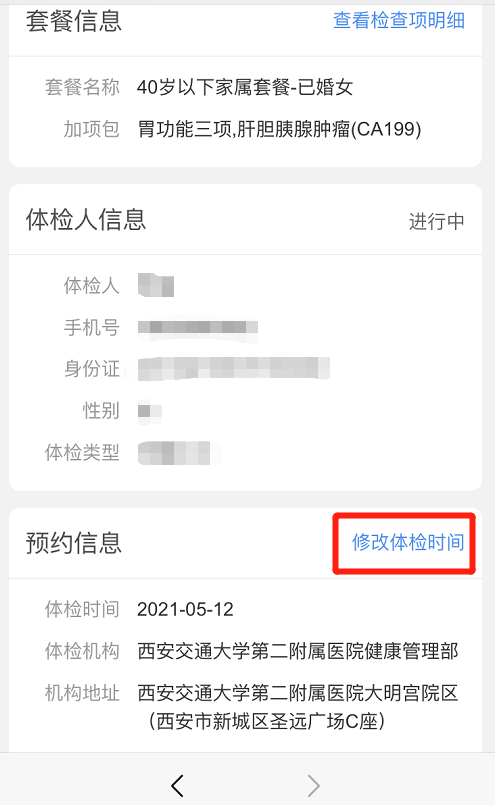 套餐信息 查看检查项明细
套餐名称 40岁以下家属套餐-已婚女
加项包 胃功能三项,肝胆胰腺肿瘤(CA199)
体检人信息 进行中
体检人
手机号
身份证
性别
体检类型
预约信息 修改体检时间
体检时间 2021-05-12
体检机构 西安交通大学第二附属医院健康管理部
机构地址 西安交通大学第二附属医院大明宫院区
（西安市新城区圣远广场C座）